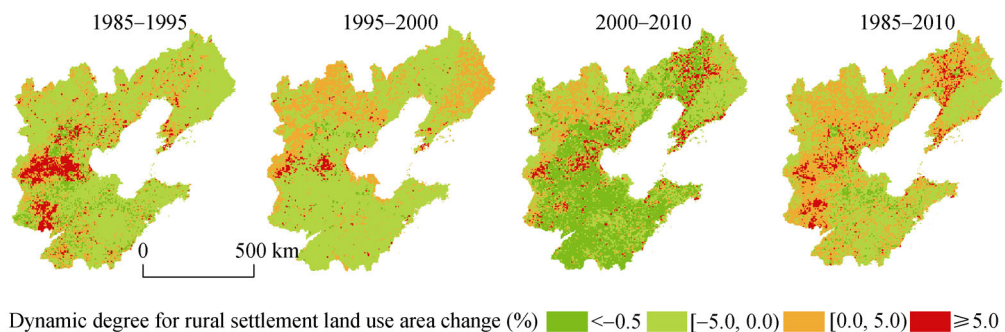 1985–1995 1995–2000 2000–2010 1985–2010
0 500 km
Dynamic degree for rural settlement land use area change (%) <–0.5 [–5.0, 0.0) [0.0, 5.0) ≥5.0